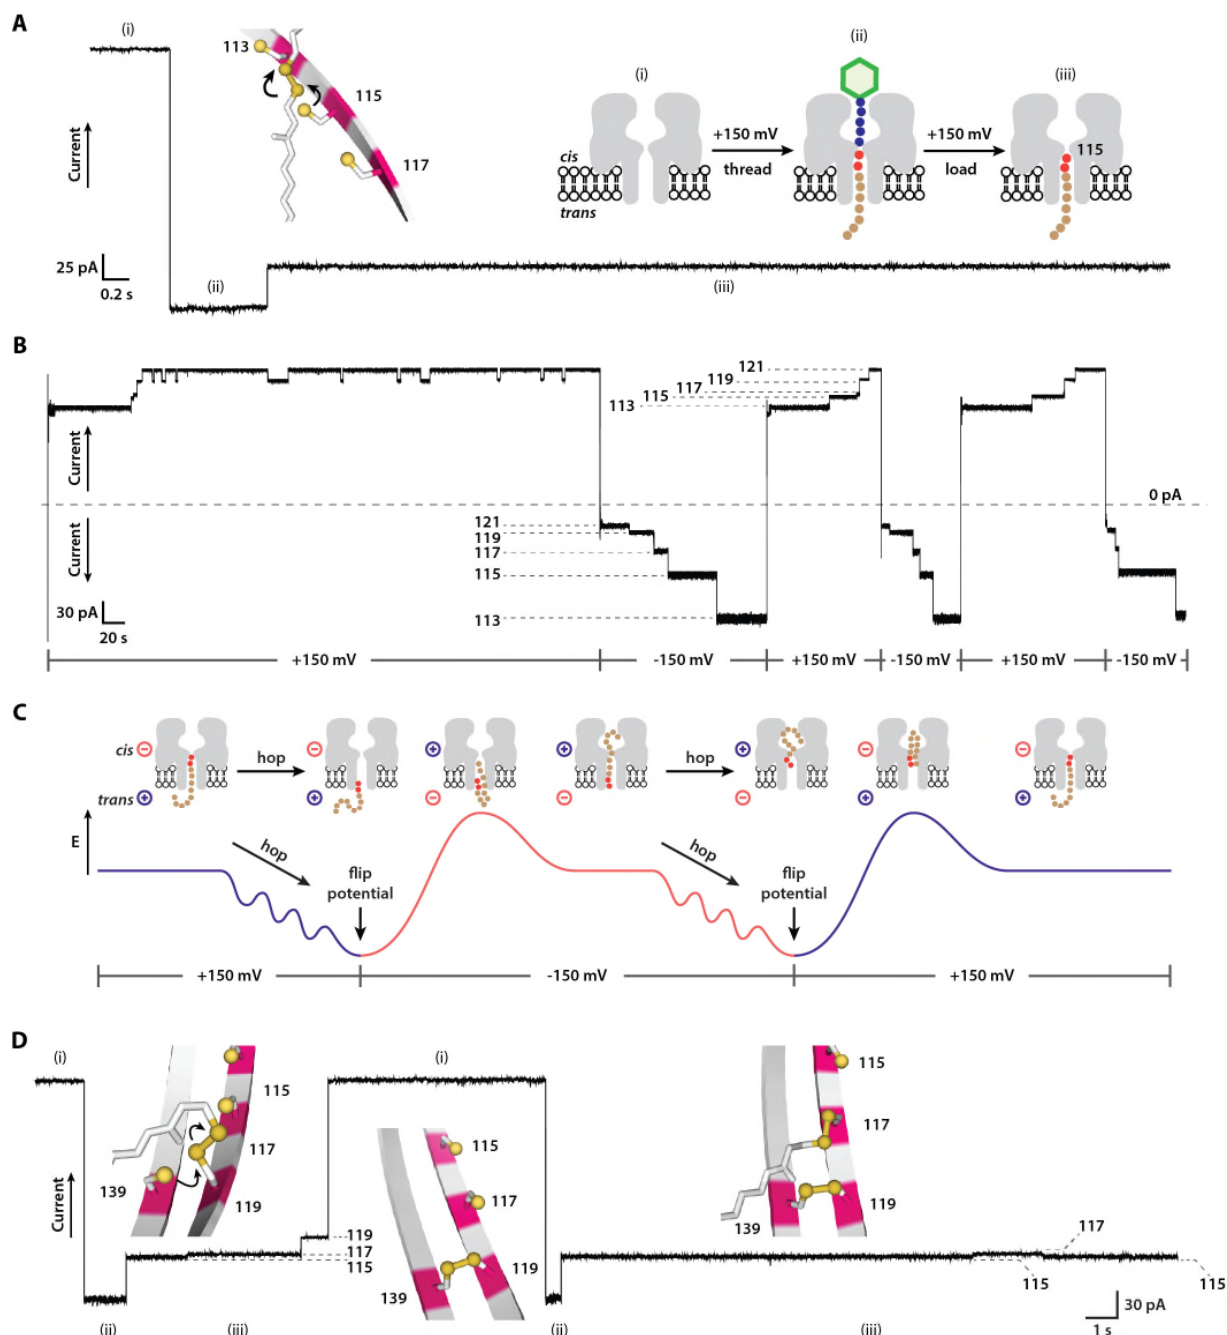 A
(i)
113
115
117
Current
25 pA
0.2 s
(ii)
(iii)
(i)
(ii)
(iii)
+150 mV
thread
+150 mV
load
115
cis
trans
B
Current
Current
30 pA
20 s
121
119
117
115
113
0 pA
121
119
117
115
113
+150 mV
-150 mV
+150 mV
-150 mV
+150 mV
-150 mV
C
cis
trans
− hop −
+ +
+ +
− −
hop
+ −
− +
−
+
E
hop
flip
potential
hop
flip
potential
+150 mV
-150 mV
+150 mV
D
(i)
(i)
115
117
119
139
115
117
119
139
115
117
119
139
Current
119
117
115
117
115
115
30 pA
1 s
(ii)
(iii)
(ii)
(iii)